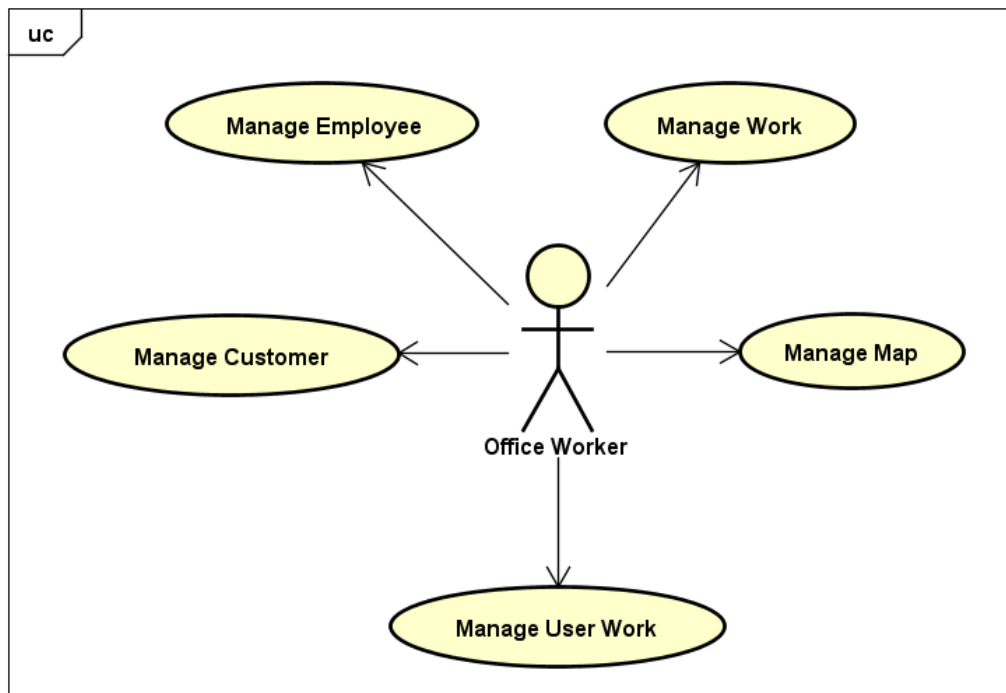 uc
Manage Employee
Manage Work
Manage Customer
Manage Map
Office Worker
Manage User Work